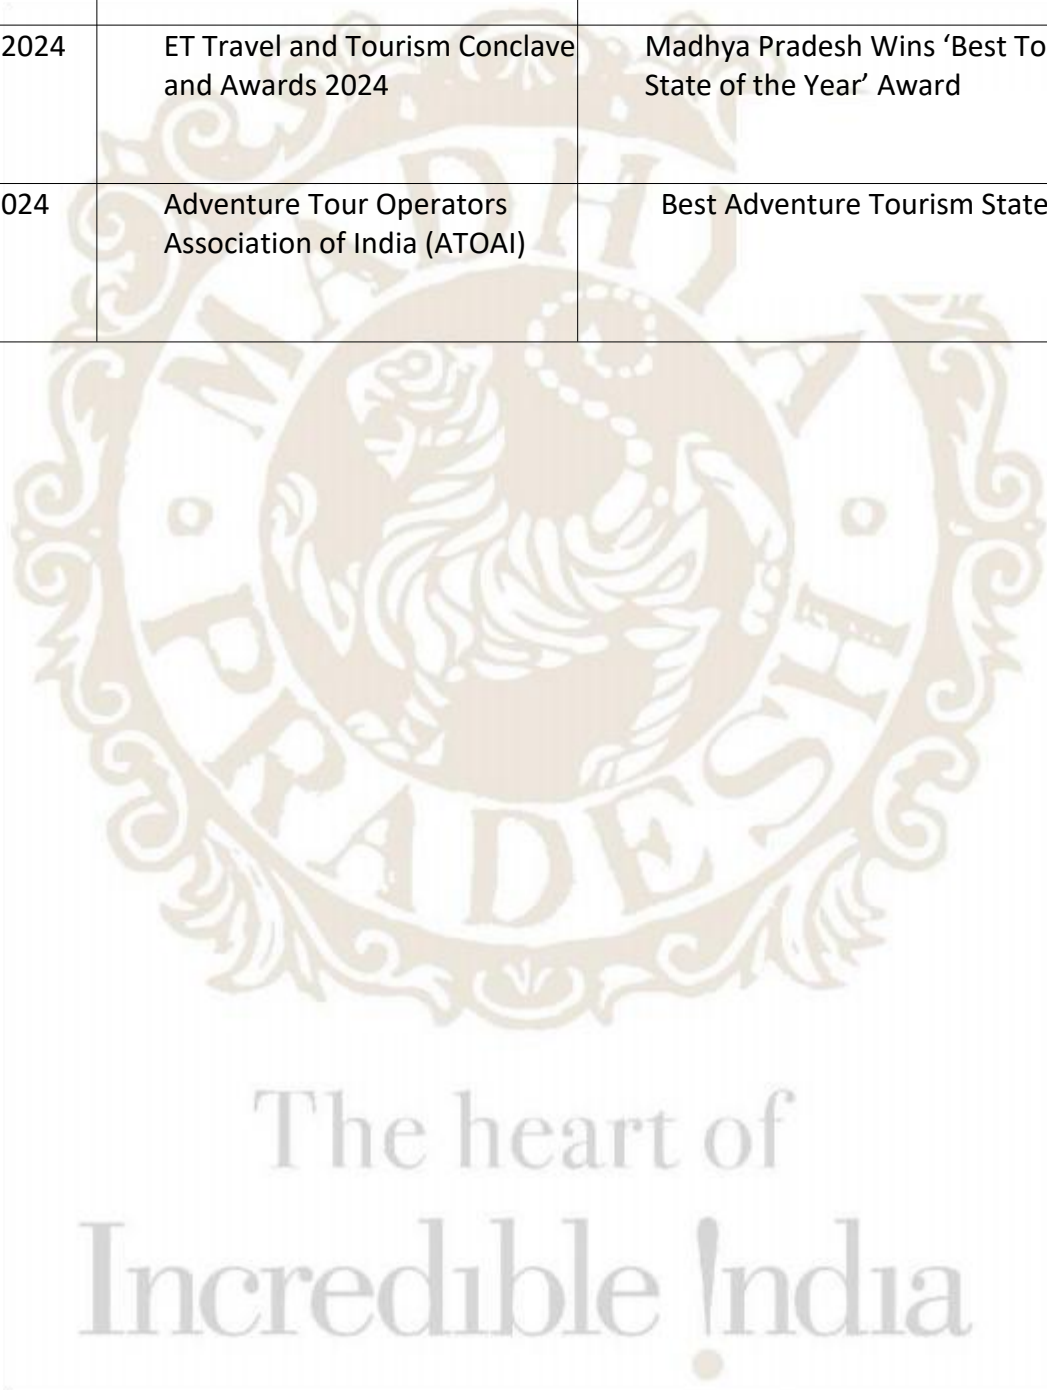 2024
ET Travel and Tourism Conclave
and Awards 2024
Madhya Pradesh Wins ‘Best To
State of the Year’ Award
024
Adventure Tour Operators
Association of India (ATOAI)
Best Adventure Tourism State
MADHYA
PRADESH
The heart of
Incredible !ndia